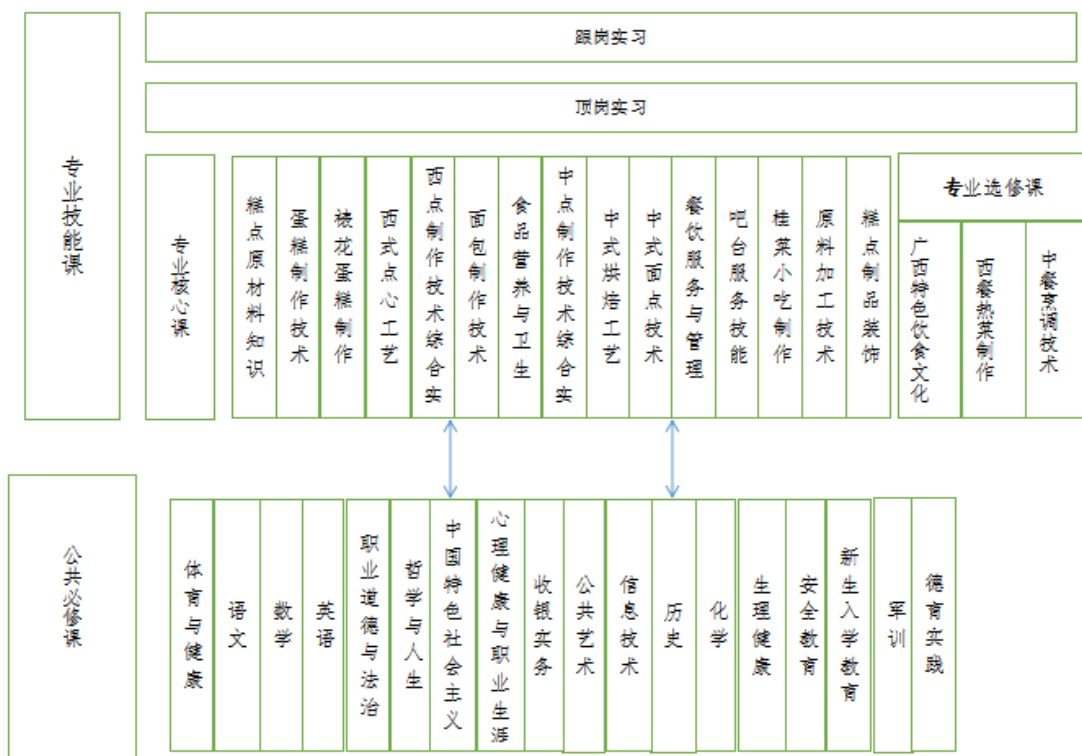 跟岗实习
顶岗实习
专业技能课
专业核心课
糕点原材料知识
蛋糕制作技术
裱花蛋糕制作
西式点心工艺
西点制作技术综合实
面包制作技术
食品营养与卫生
中点制作技术综合实
中式烘焙工艺
中式面点技术
餐饮服务与管理
吧台服务技能
桂菜小吃制作
原料加工技术
糕点制品装饰
专业选修课
广西特色饮食文化
西餐热菜制作
中餐烹调技术
公共必修课
体育与健康
语文
数学
英语
职业道德与法治
哲学与人生
中国特色社会主义
心理健康与职业生涯
收银实务
公共艺术
信息技术
历史
化学
生理健康
安全教育
新生入学教育
军训
德育实践